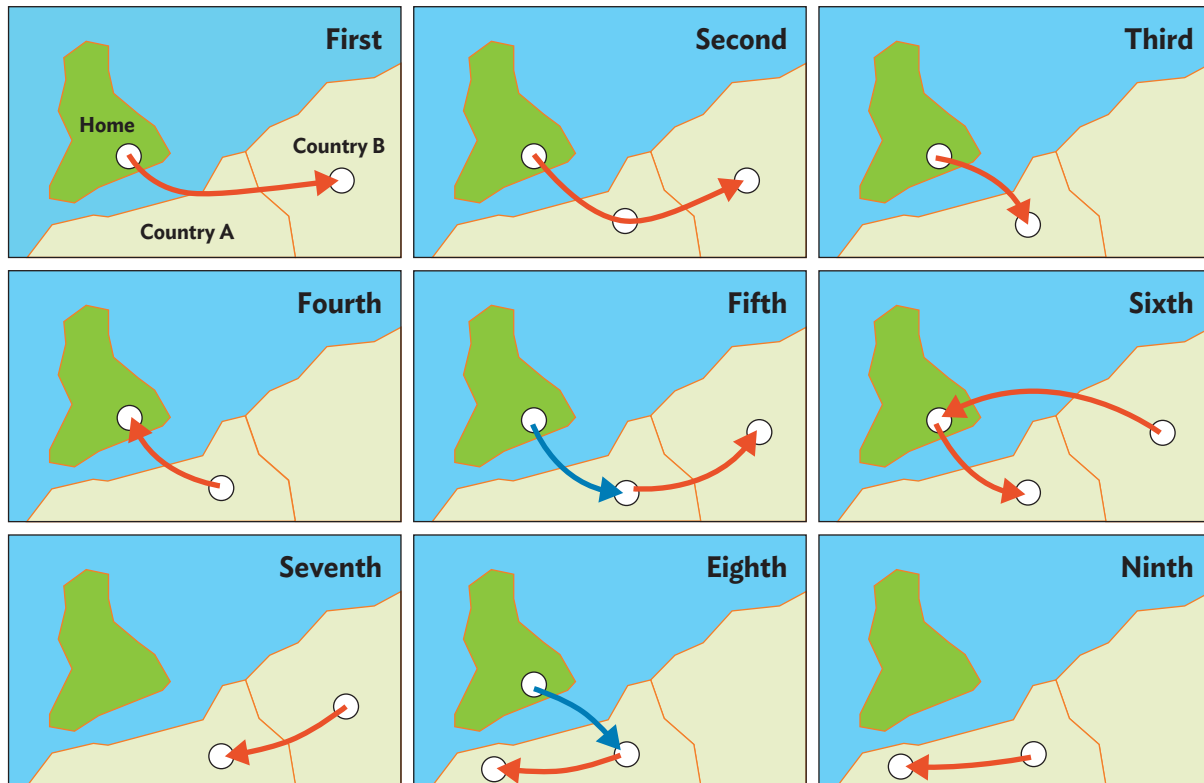 First
Home
Country B
Country A
Second
Third
Fourth
Fifth
Sixth
Seventh
Eighth
Ninth